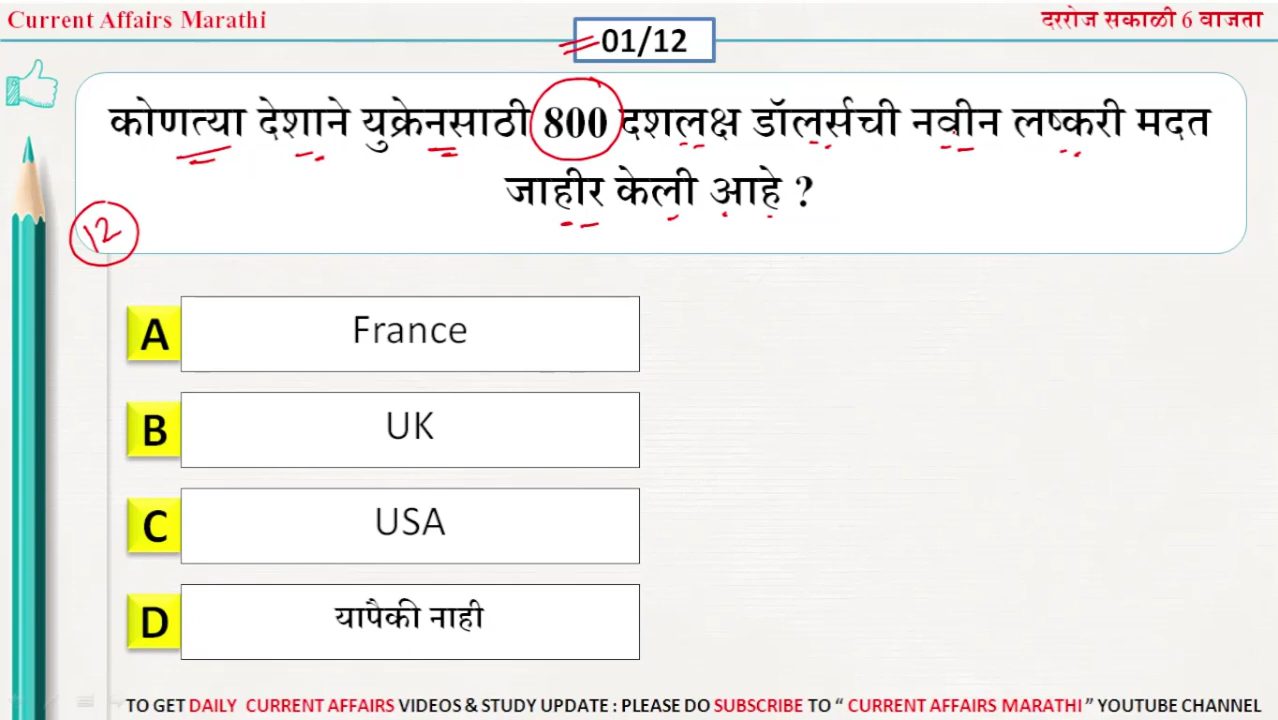 Current Affairs Marathi
दररोज सकाळी 6 वाजता
01/12
कोणत्या देशाने युक्रेनसाठी 800 दशलक्ष डॉलर्सची नवीन लष्करी मदत
जाहीर केली आहे ?
12
A France
B UK
C USA
D यापैकी नाही
TO GET DAILY CURRENT AFFAIRS VIDEOS & STUDY UPDATE : PLEASE DO SUBSCRIBE TO “ CURRENT AFFAIRS MARATHI ” YOUTUBE CHANNEL